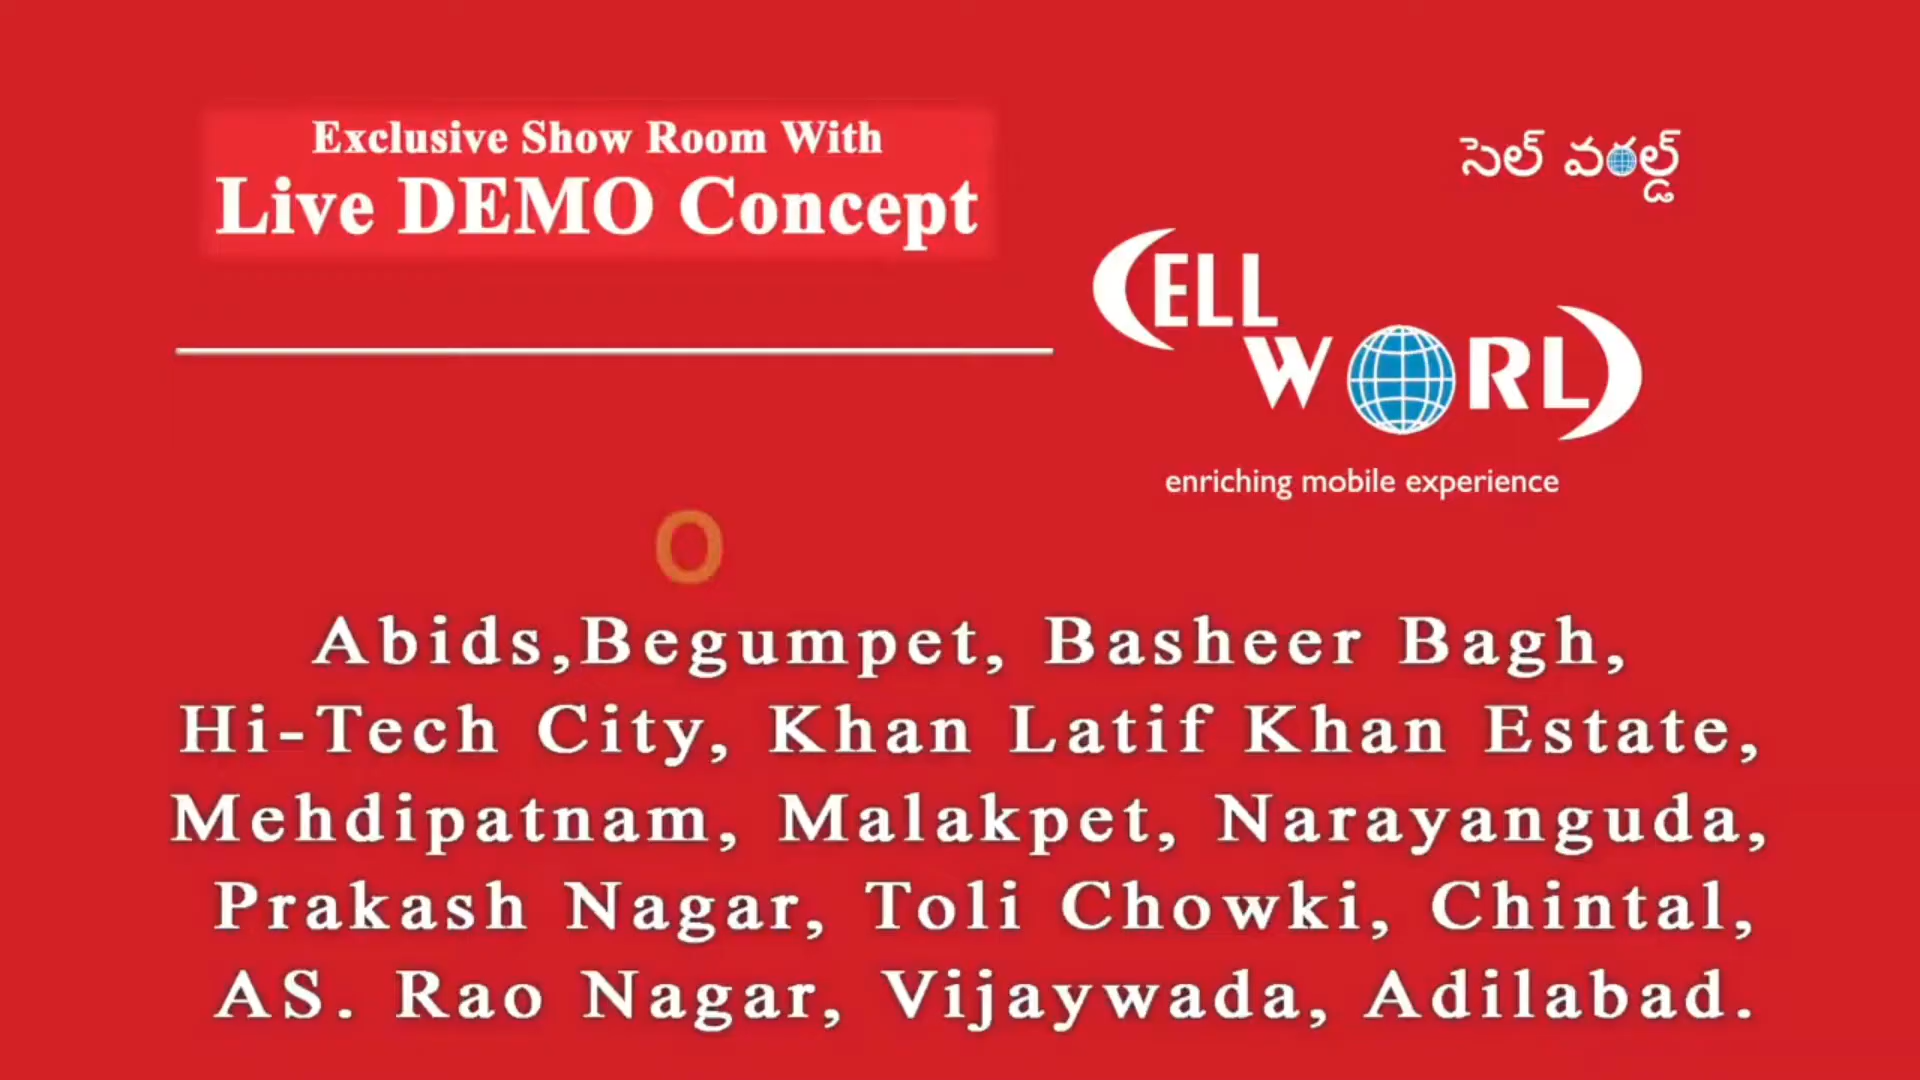 Exclusive Show Room With
Live DEMO Concept
సెల్ వరల్డ్
CELL
WORLD
enriching mobile experience
O
Abids,Begumpet, Basheer Bagh,
Hi-Tech City, Khan Latif Khan Estate,
Mehdipatnam, Malakpet, Narayanguda,
Prakash Nagar, Toli Chowki, Chintal,
AS. Rao Nagar, Vijaywada, Adilabad.